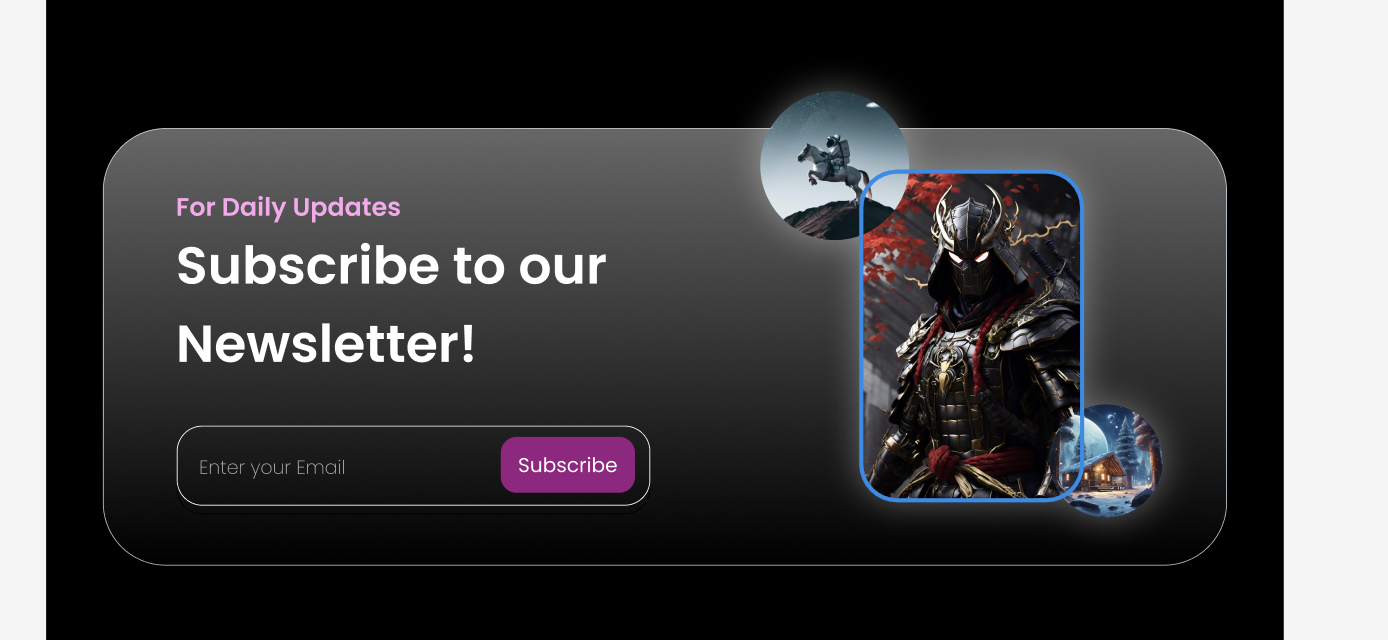 For Daily Updates
Subscribe to our
Newsletter!
Enter your Email
Subscribe